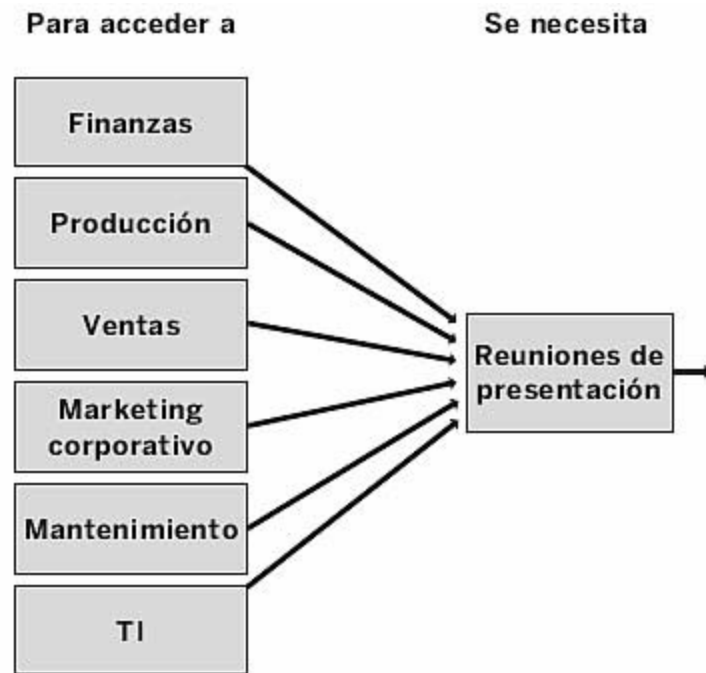 Para acceder a
Se necesita
Finanzas
Producción
Ventas
Marketing
corporativo
Mantenimiento
TI
Reuniones de
presentación